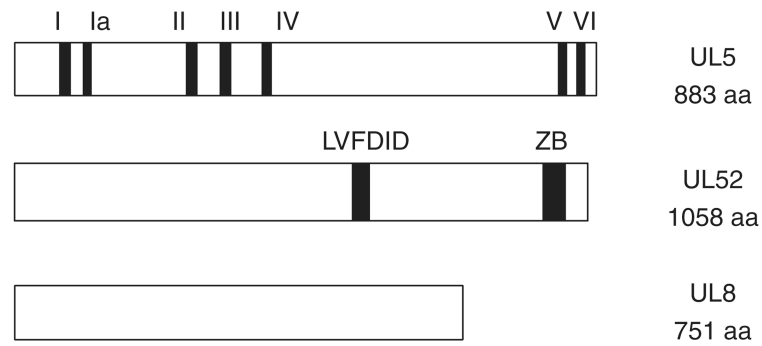 I Ia II III IV V VI
UL5
883 aa
LVFDID ZB
UL52
1058 aa
UL8
751 aa